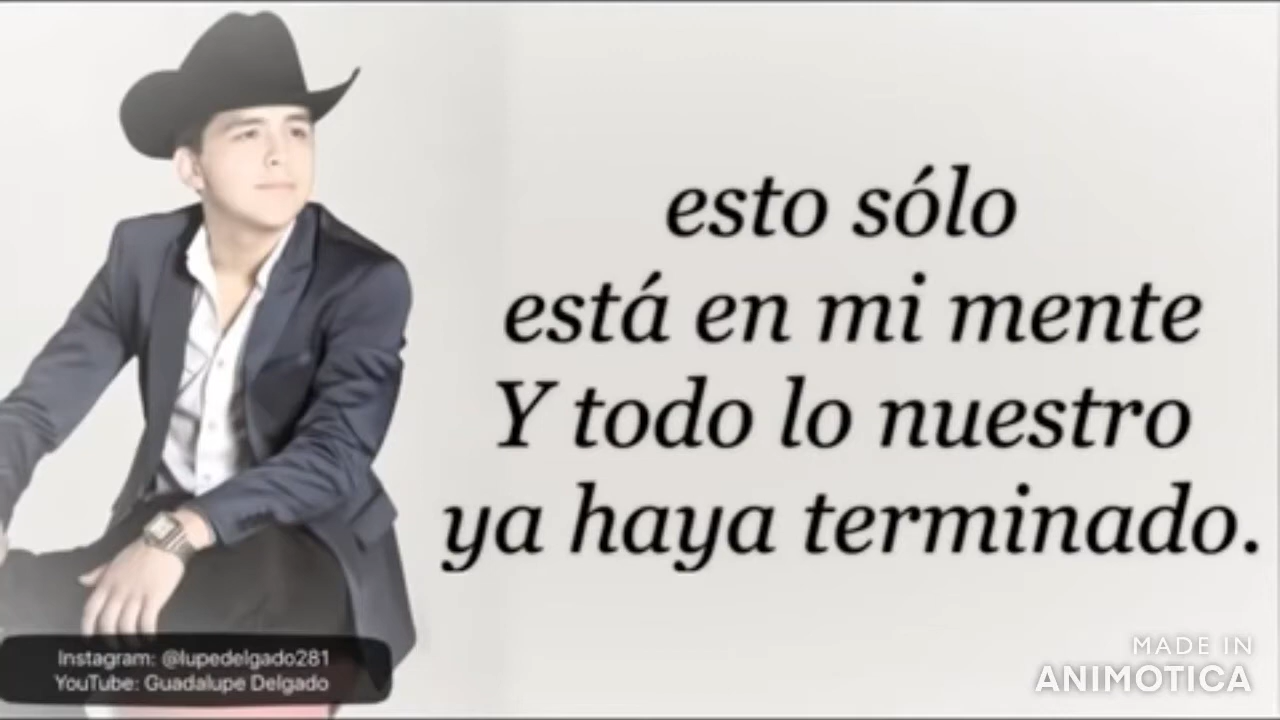 esto sólo
está en mi mente
Y todo lo nuestro
ya haya terminado.
Instagram: @lupedelgado281
YouTube: Guadalupe Delgado
MADE IN
ANIMOTICA